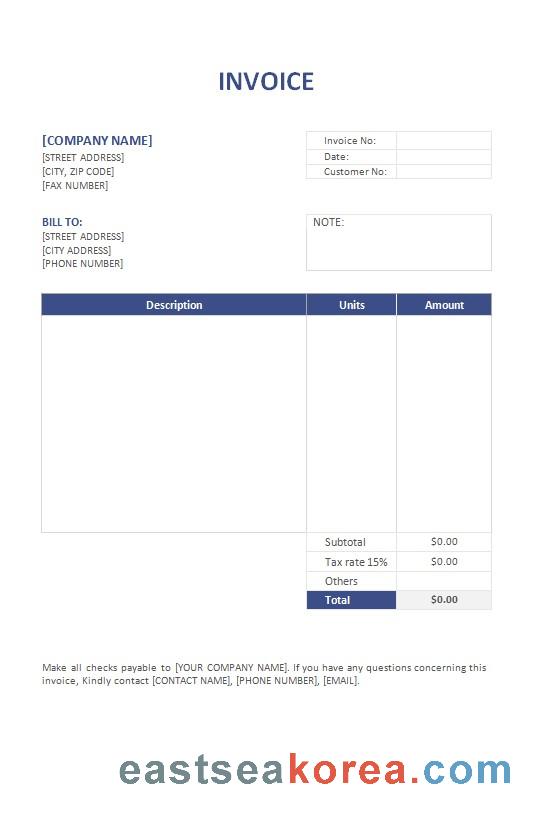 INVOICE
[COMPANY NAME]
[STREET ADDRESS]
[CITY, ZIP CODE]
[FAX NUMBER]
Invoice No:
Date:
Customer No:
BILL TO:
[STREET ADDRESS]
[CITY ADDRESS]
[PHONE NUMBER]
NOTE:
Description Units Amount
Subtotal $0.00
Tax rate 15% $0.00
Others
Total $0.00
Make all checks payable to [YOUR COMPANY NAME]. If you have any questions concerning this
invoice, Kindly contact [CONTACT NAME], [PHONE NUMBER], [EMAIL].
eastseakorea.com